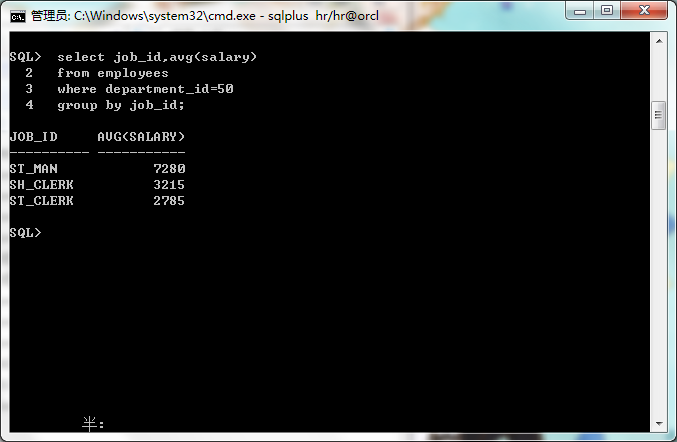 管理员: C:\Windows\system32\cmd.exe - sqlplus  hr/hr@orcl
SQL>  select job_id,avg(salary)
  2   from employees
  3   where department_id=50
  4   group by job_id;
JOB_ID     AVG(SALARY)
---------- -----------
ST_MAN            7280
SH_CLERK          3215
ST_CLERK          2785
SQL>
半: